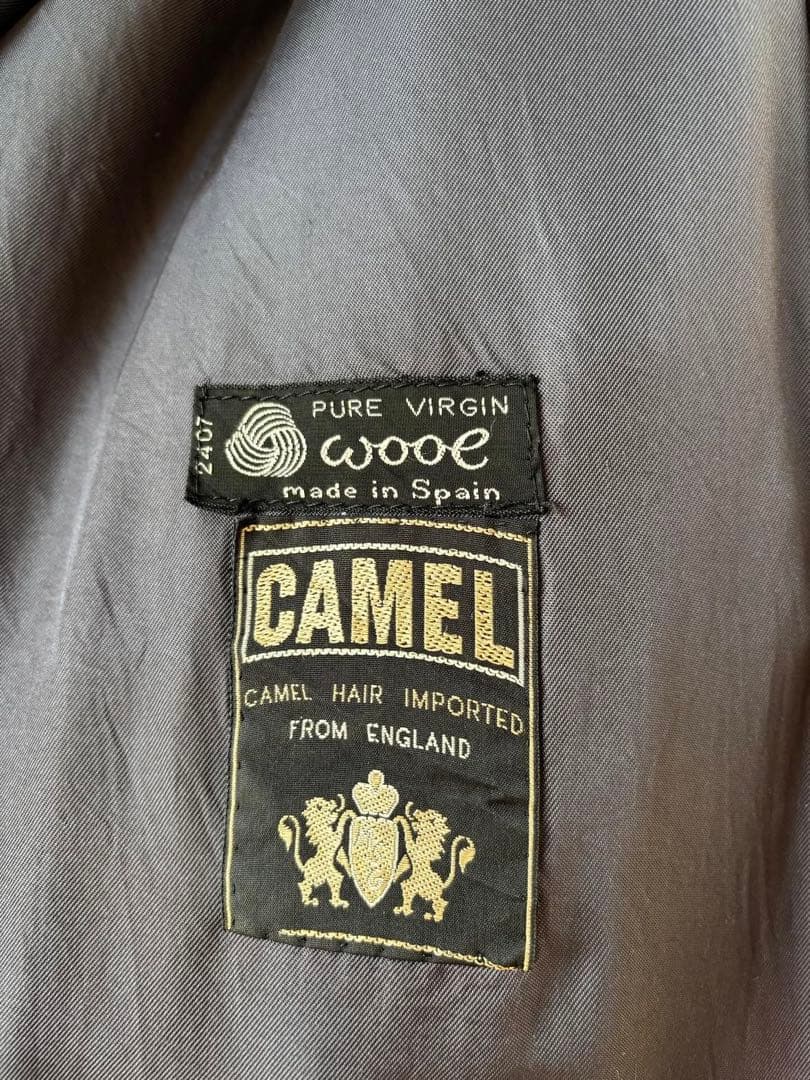 2407
PURE VIRGIN
wool
made in Spain
CAMEL
CAMEL HAIR IMPORTED
FROM ENGLAND